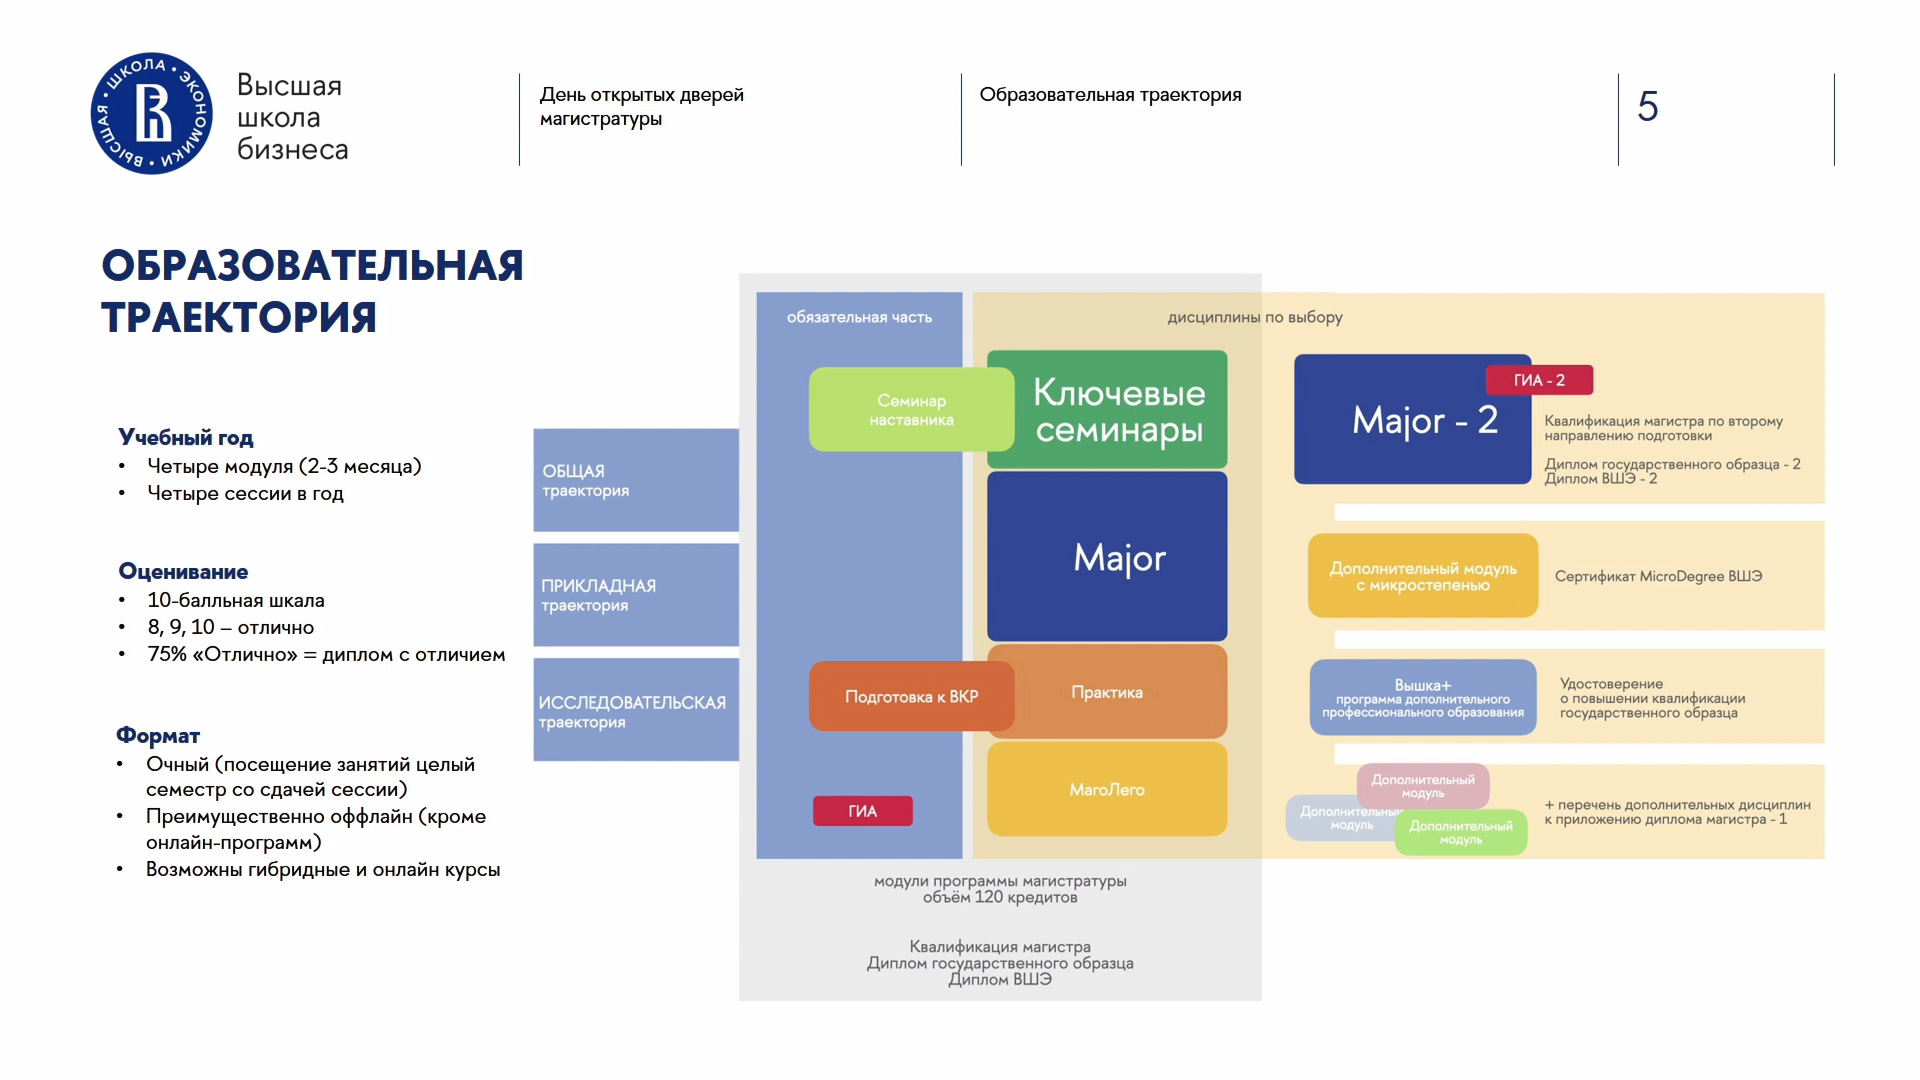 ВЫСШАЯ • ШКОЛА • ЭКОНОМИКИ •
Высшая
школа
бизнеса
День открытых дверей
магистратуры
Образовательная траектория
5
ОБРАЗОВАТЕЛЬНАЯ
ТРАЕКТОРИЯ
Учебный год
• Четыре модуля (2-3 месяца)
• Четыре сессии в год
Оценивание
• 10-балльная шкала
• 8, 9, 10 – отлично
• 75% «Отлично» = диплом с отличием
Формат
• Очный (посещение занятий целый
семестр со сдачей сессии)
• Преимущественно оффлайн (кроме
онлайн-программ)
• Возможны гибридные и онлайн курсы
ОБЩАЯ
траектория
ПРИКЛАДНАЯ
траектория
ИССЛЕДОВАТЕЛЬСКАЯ
траектория
обязательная часть
Семинар
наставника
Подготовка к ВКР
ГИА
дисциплины по выбору
Ключевые
семинары
Major
Практика
МагоЛего
модули программы магистратуры
объём 120 кредитов
Квалификация магистра
Диплом государственного образца
Диплом ВШЭ
Major - 2
ГИА - 2
Квалификация магистра по второму
направлению подготовки
Диплом государственного образца - 2
Диплом ВШЭ - 2
Дополнительный модуль
с микростепенью
Сертификат MicroDegree ВШЭ
Вышка+
программа дополнительного
профессионального образования
Удостоверение
о повышении квалификации
государственного образца
Дополнительный
модуль
Дополнительный
модуль
Дополнительный
модуль
+ перечень дополнительных дисциплин
к приложению диплома магистра - 1